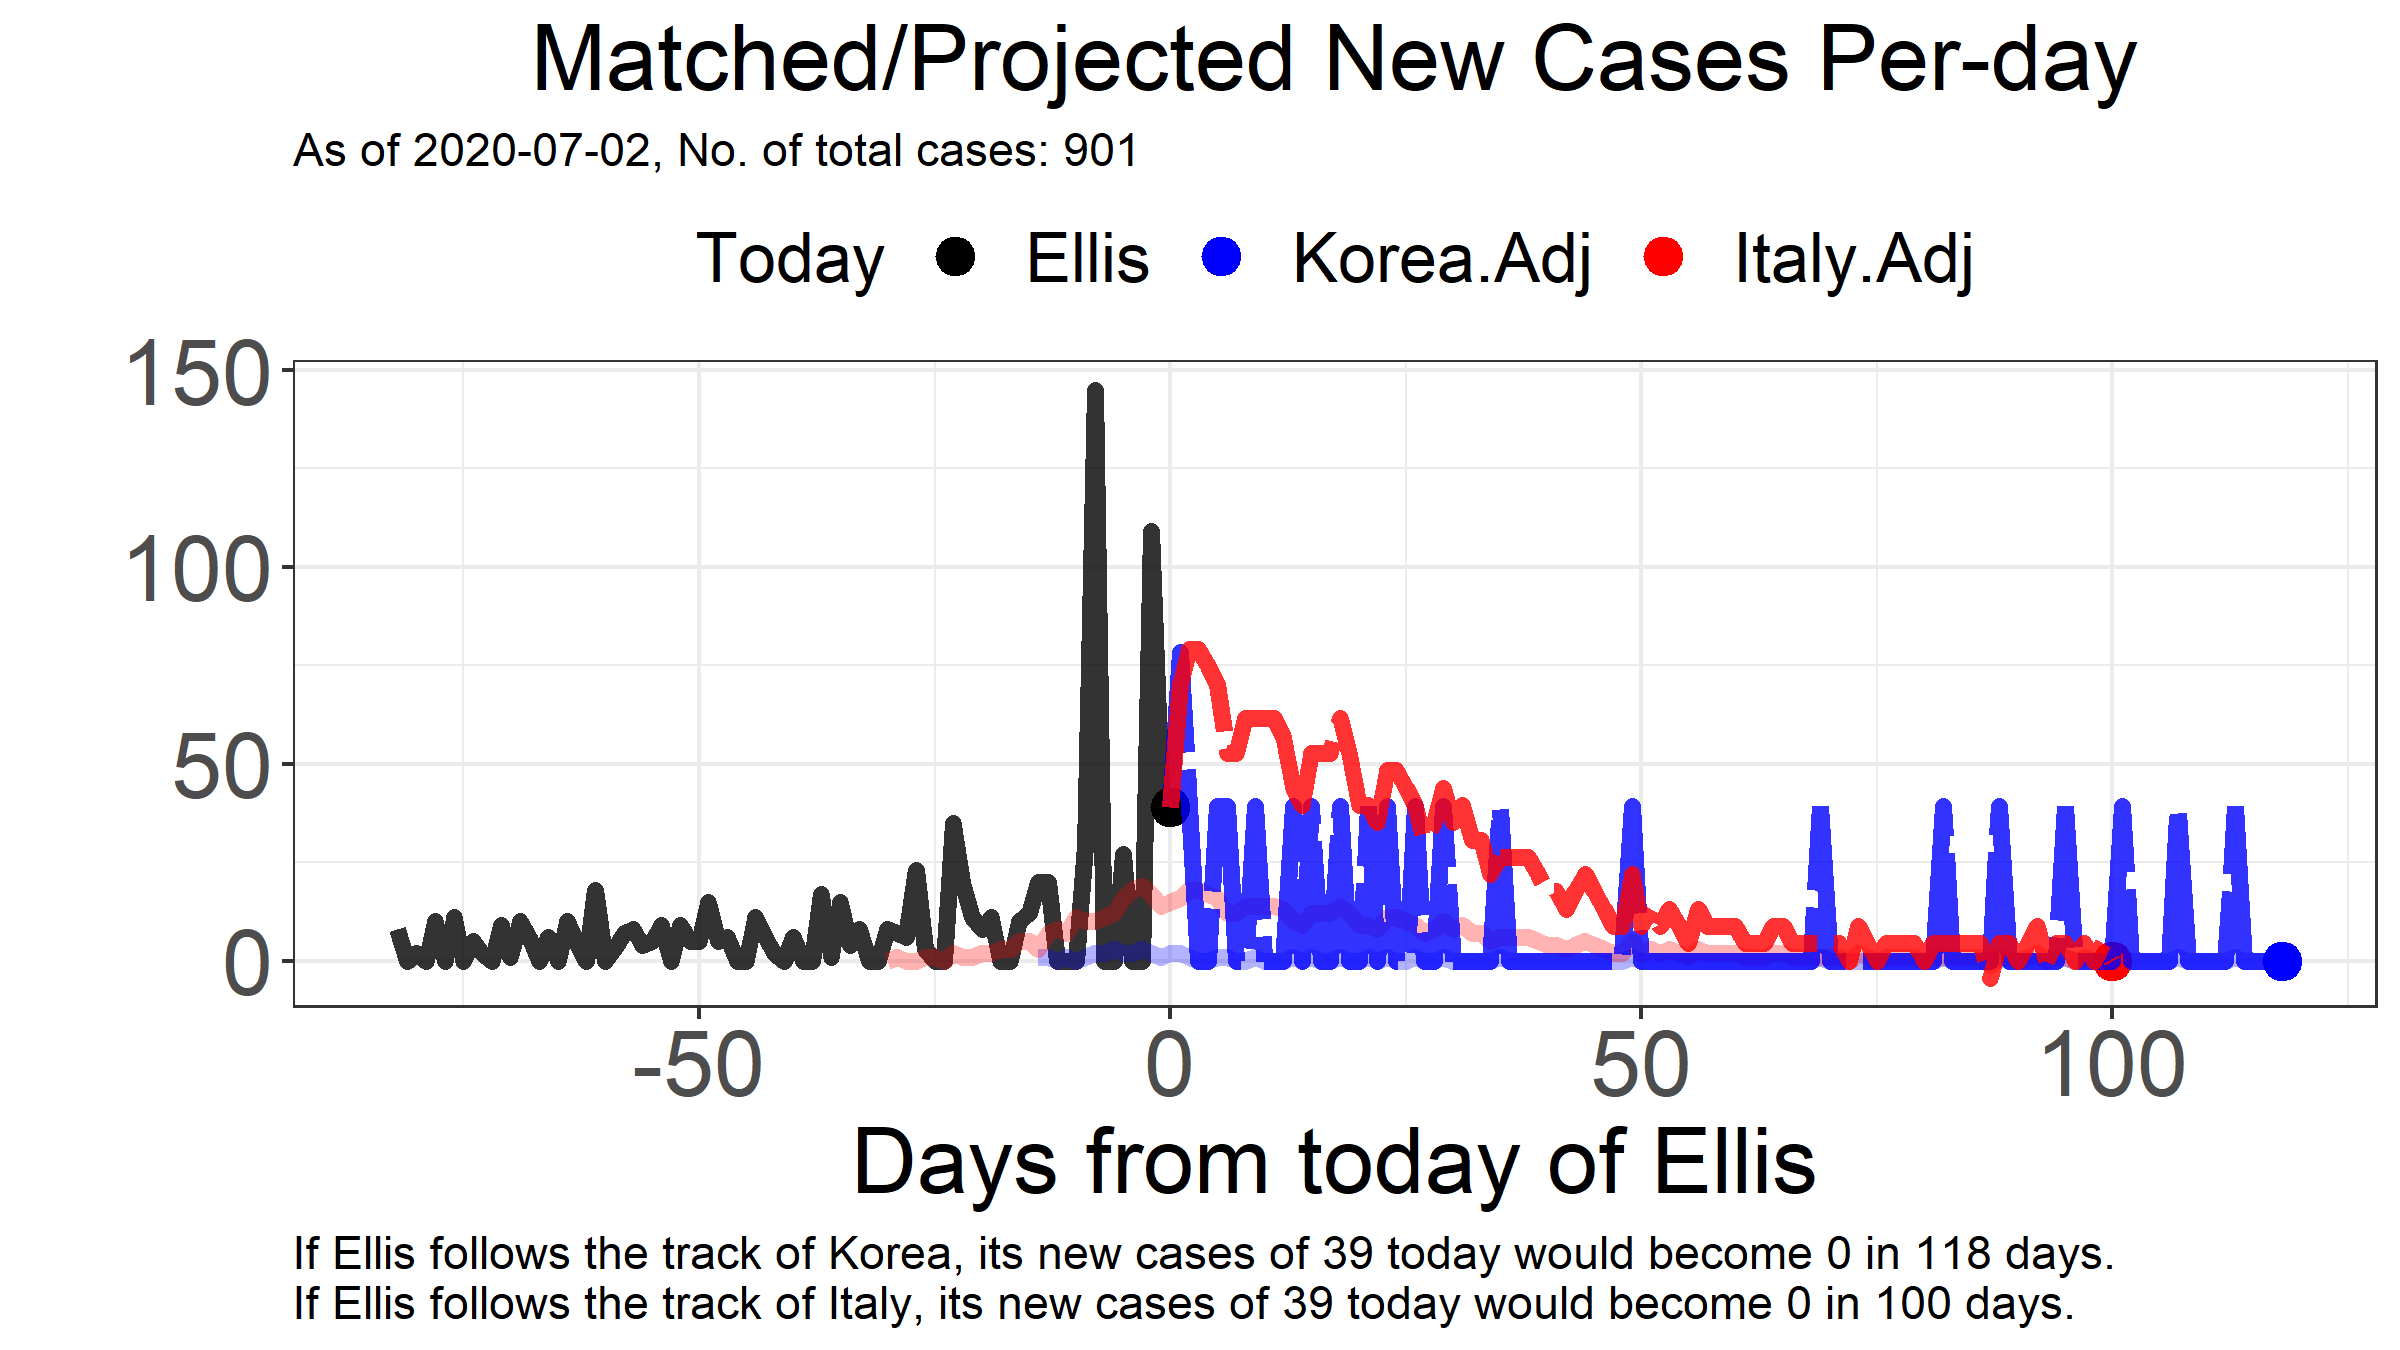 Matched/Projected New Cases Per-day
As of 2020-07-02, No. of total cases: 901
Today Ellis Korea.Adj Italy.Adj
150
100
50
0
-50 0 50 100
Days from today of Ellis
If Ellis follows the track of Korea, its new cases of 39 today would become 0 in 118 days.
If Ellis follows the track of Italy, its new cases of 39 today would become 0 in 100 days.